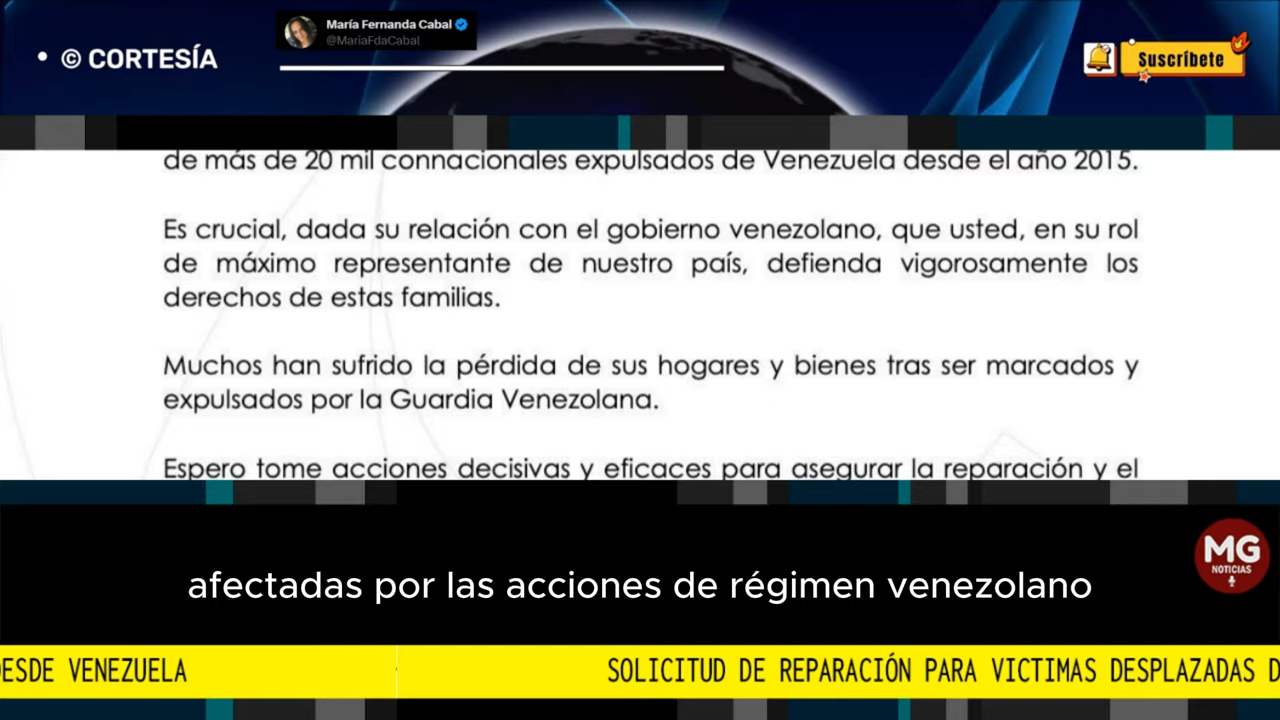 • © CORTESÍA
María Fernanda Cabal
@MariaFdaCabal
Suscríbete
de más de 20 mil connacionales expulsados de Venezuela desde el año 2015.
Es crucial, dada su relación con el gobierno venezolano, que usted, en su rol
de máximo representante de nuestro país, defienda vigorosamente los
derechos de estas familias.
Muchos han sufrido la pérdida de sus hogares y bienes tras ser marcados y
expulsados por la Guardia Venezolana.
Espero tome acciones decisivas y eficaces para asegurar la reparación y el
MG
NOTICIAS
afectadas por las acciones de régimen venezolano
ESDE VENEZUELA
SOLICITUD DE REPARACIÓN PARA VICTIMAS DESPLAZADAS D